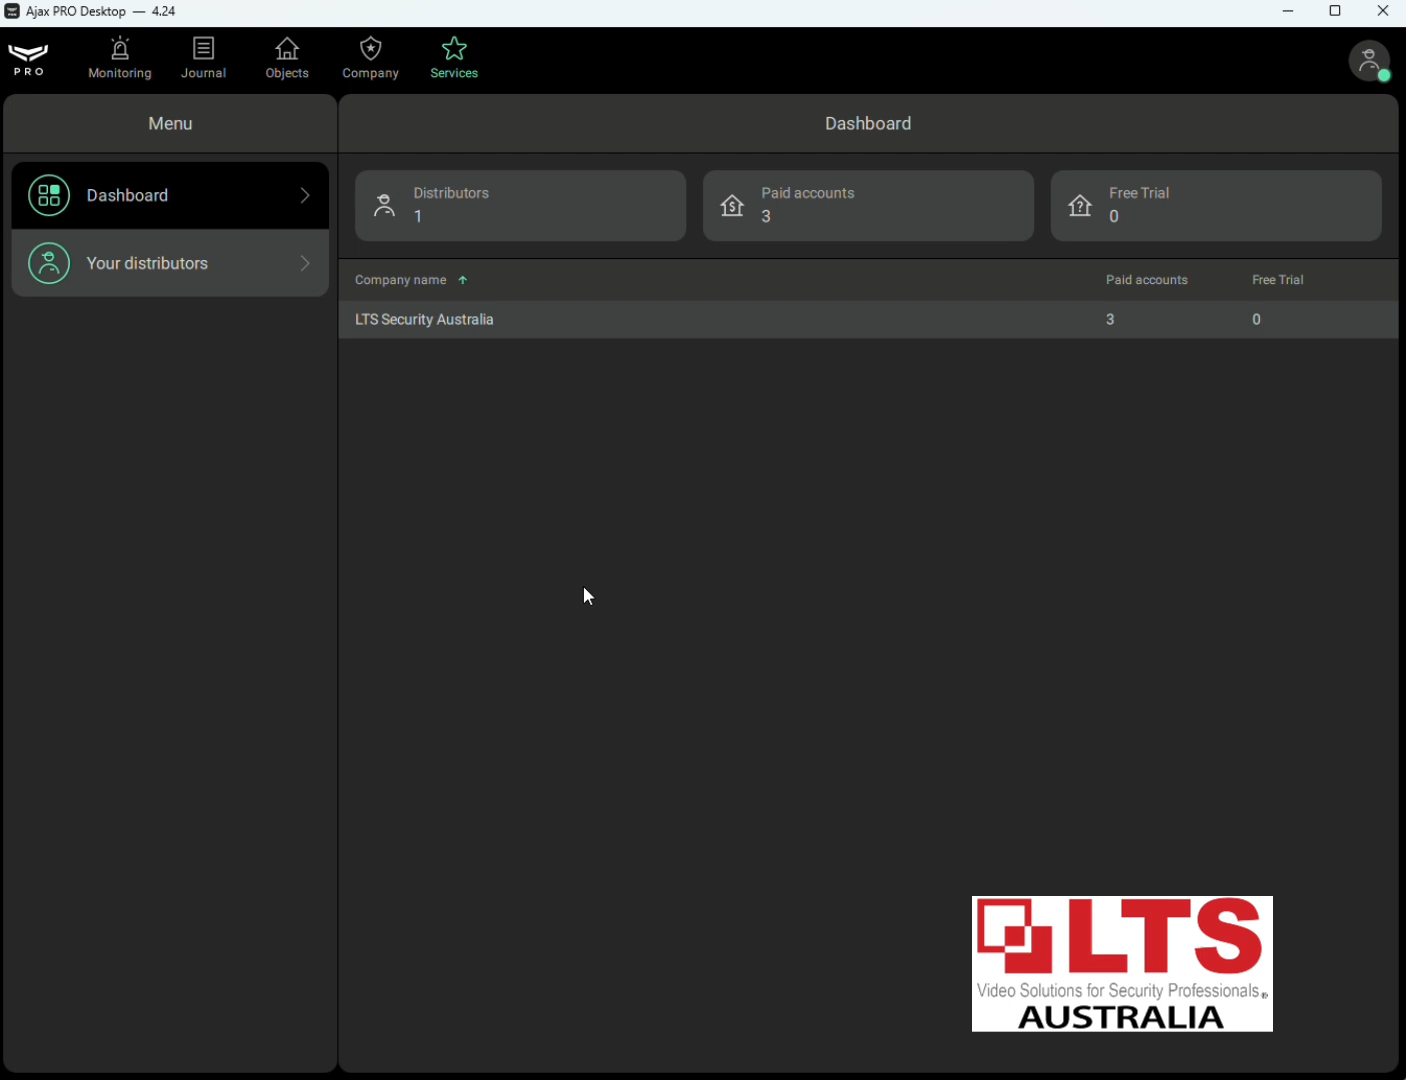 Ajax PRO Desktop — 4.24
PRO
Monitoring
Journal
Objects
Company
Services
Menu
Dashboard
Dashboard
Your distributors
Distributors
1
Paid accounts
3
Free Trial
0
Company name
Paid accounts
Free Trial
LTS Security Australia
3
0
LTS
Video Solutions for Security Professionals®
AUSTRALIA